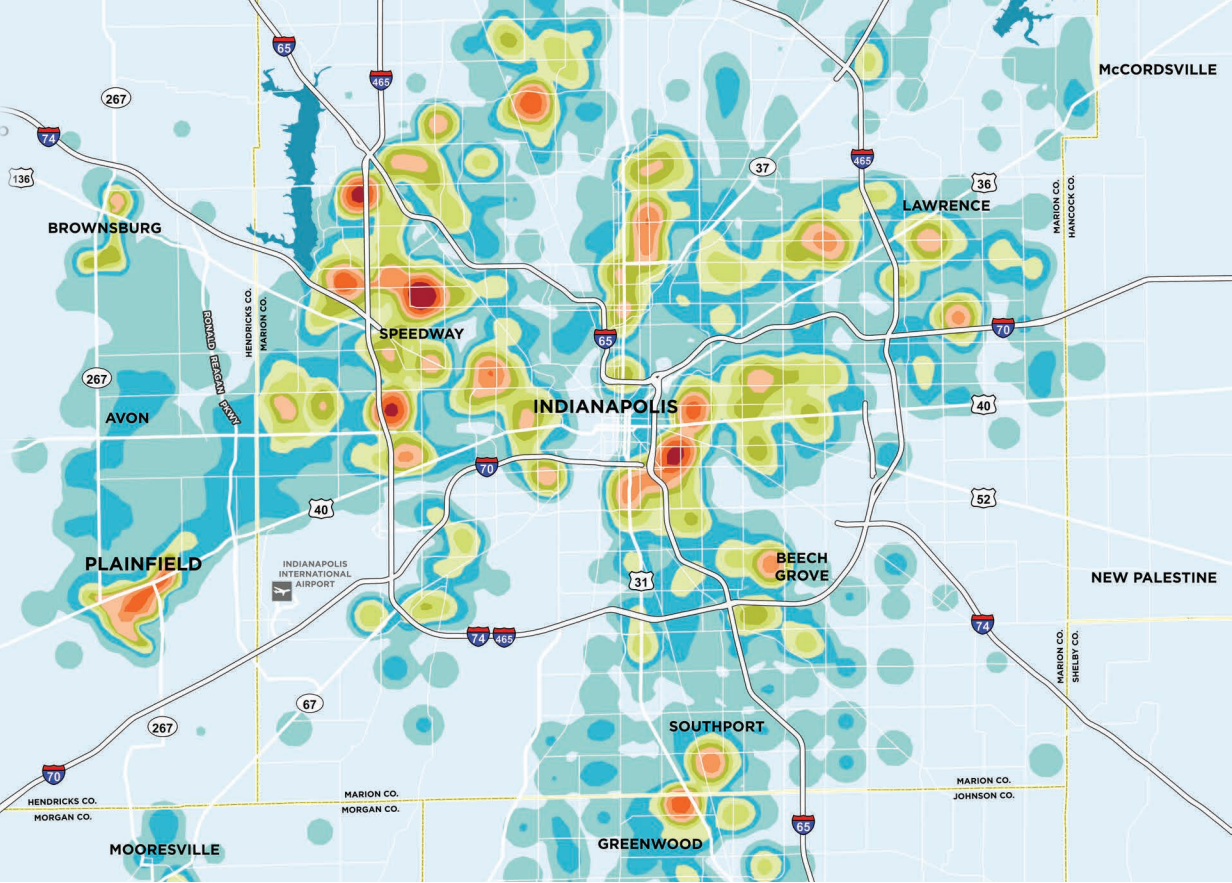 65
465
McCORDSVILLE
267
74
37
465
136
36
MARION CO.
HANCOCK CO.
LAWRENCE
BROWNSBURG
HENDRICKS CO.
MARION CO.
RONALD REAGAN PKWY
SPEEDWAY
65
70
267
INDIANAPOLIS
40
AVON
70
52
40
PLAINFIELD
INDIANAPOLIS
INTERNATIONAL
AIRPORT
BEECH
GROVE
31
NEW PALESTINE
74
465
74
MARION CO.
SHELBY CO.
67
267
SOUTHPORT
70
MARION CO.
JOHNSON CO.
HENDRICKS CO.
MORGAN CO.
MARION CO.
MORGAN CO.
65
MOORESVILLE
GREENWOOD